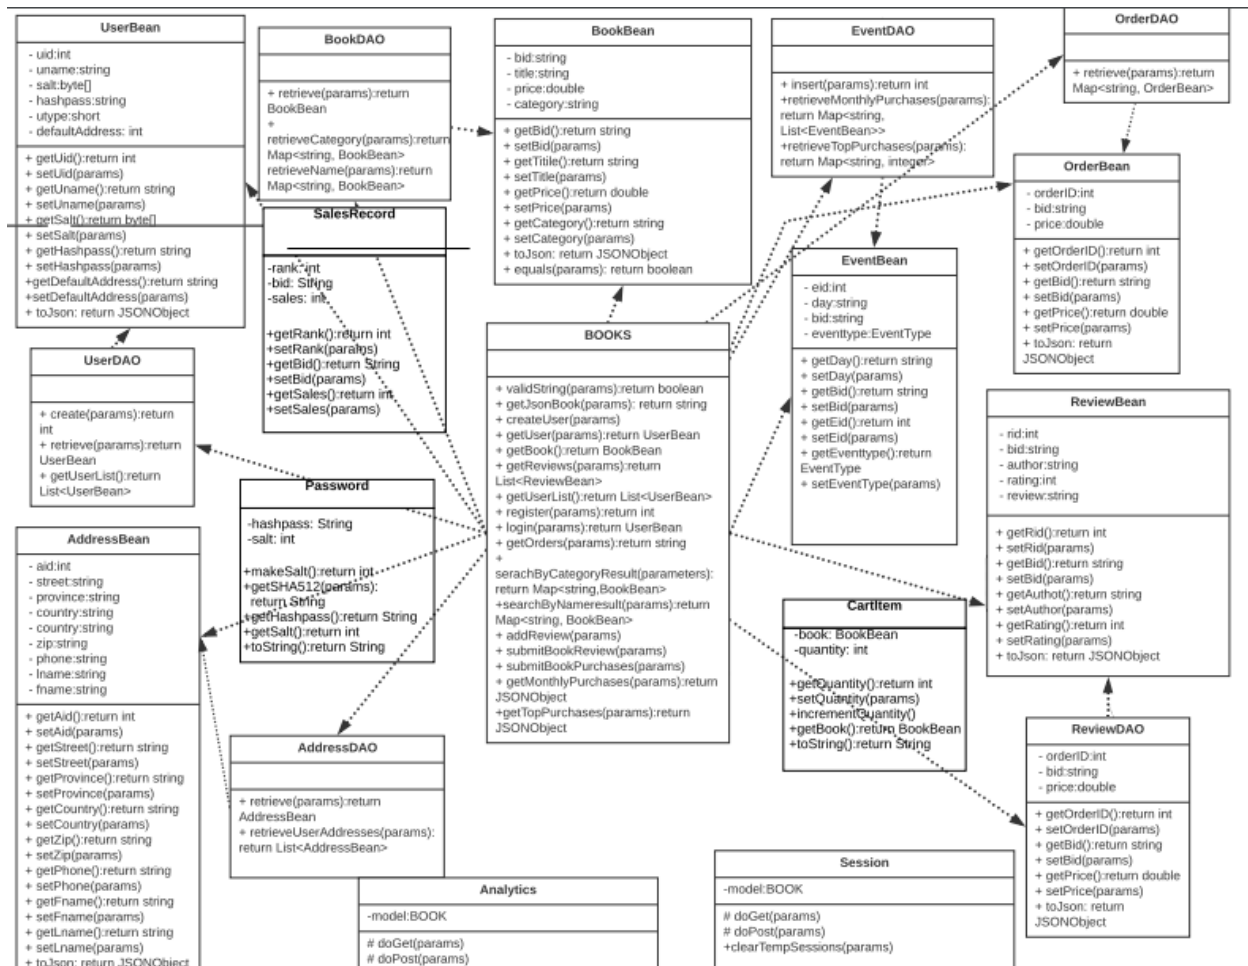 UserBean
- uid:int
- uname:string
- salt:byte[]
- hashpass:string
- utype:short
- defaultAddress: int
+ getUid():return int
+ setUid(params)
+ getUname():return string
+ setUname(params)
+ getSalt():return byte[]
+ setSalt(params)
+ getHashpass():return string
+ setHashpass(params)
+getDefaultAddress():return string
+setDefaultAddress(params)
+ toJson: return JSONObject
BookDAO
+ retrieve(params):return
BookBean
+
retrieveCategory(params):return
Map<string, BookBean>
retrieveName(params):return
Map<string, BookBean>
BookBean
- bid:string
- title:string
- price:double
- category:string
+ getBid():return string
+ setBid(params)
+ getTitile():return string
+ setTitle(params)
+ getPrice():return double
+ setPrice(params)
+ getCategory():return string
+ setCategory(params)
+ toJson: return JSONObject
+ equals(params): return boolean
EventDAO
+ insert(params):return int
+retrieveMonthlyPurchases(params):
return Map<string,
List<EventBean>>
+retrieveTopPurchases(params):
return Map<string, integer>
OrderDAO
+ retrieve(params):return
Map<string, OrderBean>
OrderBean
- orderID:int
- bid:string
- price:double
+ getOrderID():return int
+ setOrderID(params)
+ getBid():return string
+ setBid(params)
+ getPrice():return double
+ setPrice(params)
+ toJson: return
JSONObject
SalesRecord
-rank: int
-bid: String
-sales: int
+getRank():return int
+setRank(params)
+getBid():return String
+setBid(params)
+getSales():return int
+setSales(params)
EventBean
- eid:int
- day:string
- bid:string
- eventtype:EventType
+ getDay():return string
+ setDay(params)
+ getBid():return string
+ setBid(params)
+ getEid():return int
+ setEid(params)
+ getEventtype():return
EventType
+ setEventType(params)
BOOKS
+ validString(params):return boolean
+ getJsonBook(params): return string
+ createUser(params)
+ getUser(params):return UserBean
+ getBook():return BookBean
+ getReviews(params):return
List<ReviewBean>
+ getUserList():return List<UserBean>
+ register(params):return int
+ login(params):return UserBean
+ getOrders(params):return string
+
serachByCategoryResult(parameters):
return Map<string,BookBean>
+searchByNameresult(params):return
Map<string, BookBean>
+ addReview(params)
+ submitBookReview(params)
+ submitBookPurchases(params)
+ getMonthlyPurchases(params):return
JSONObject
+getTopPurchases(params):return
JSONObject
UserDAO
+ create(params):return
int
+ retrieve(params):return
UserBean
+ getUserList():return
List<UserBean>
ReviewBean
- rid:int
- bid:string
- author:string
- rating:int
- review:string
+ getRid():return int
+ setRid(params)
+ getBid():return string
+ setBid(params)
+ getAuthot():return string
+ setAuthor(params)
+ getRating():return int
+ setRating(params)
+ toJson: return JSONObject
Password
-hashpass: String
-salt: int
+makeSalt():return int
+getSHA512(params):
return String
+getHashpass():return String
+getSalt():return int
+toString():return String
AddressBean
- aid:int
- street:string
- province:string
- country:string
- country:string
- zip:string
- phone:string
- lname:string
- fname:string
+ getAid():return int
+ setAid(params)
+ getStreet():return string
+ setStreet(params)
+ getProvince():return string
+ setProvince(params)
+ getCountry():return string
+ setCountry(params)
+ getZip():return string
+ setZip(params)
+ getPhone():return string
+ setPhone(params)
+ getFname():return string
+ setFname(params)
+ getLname():return string
+ setLname(params)
+ toJson: return JSONObject
CartItem
-book: BookBean
-quantity: int
+getQuantity():return int
+setQuantity(params)
+incrementQuantity()
+getBook():return BookBean
+toString():return String
AddressDAO
+ retrieve(params):return
AddressBean
+ retrieveUserAddresses(params):
return List<AddressBean>
ReviewDAO
- orderID:int
- bid:string
- price:double
+ getOrderID():return int
+ setOrderID(params)
+ getBid():return string
+ setBid(params)
+ getPrice():return double
+ setPrice(params)
+ toJson: return
JSONObject
Analytics
-model:BOOK
# doGet(params)
# doPost(params)
Session
-model:BOOK
# doGet(params)
# doPost(params)
+clearTempSessions(params)